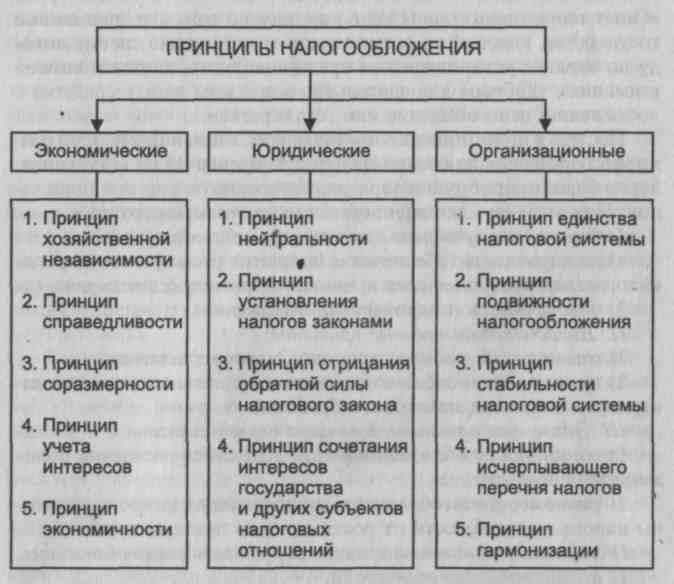 ПРИНЦИПЫ НАЛОГООБЛОЖЕНИЯ
Экономические
1. Принцип
хозяйственной
независимости
2. Принцип
справедливости
3. Принцип
соразмерности
4. Принцип
учета
интересов
5. Принцип
экономичности
Юридические
1. Принцип
нейтральности
2. Принцип
установления
налогов законами
3. Принцип отрицания
обратной силы
налогового закона
4. Принцип сочетания
интересов
государства
и других субъектов
налоговых
отношений
Организационные
1. Принцип единства
налоговой системы
2. Принцип
подвижности
налогообложения
3. Принцип
стабильности
налоговой системы
4. Принцип
исчерпывающего
перечня налогов
5. Принцип
гармонизации